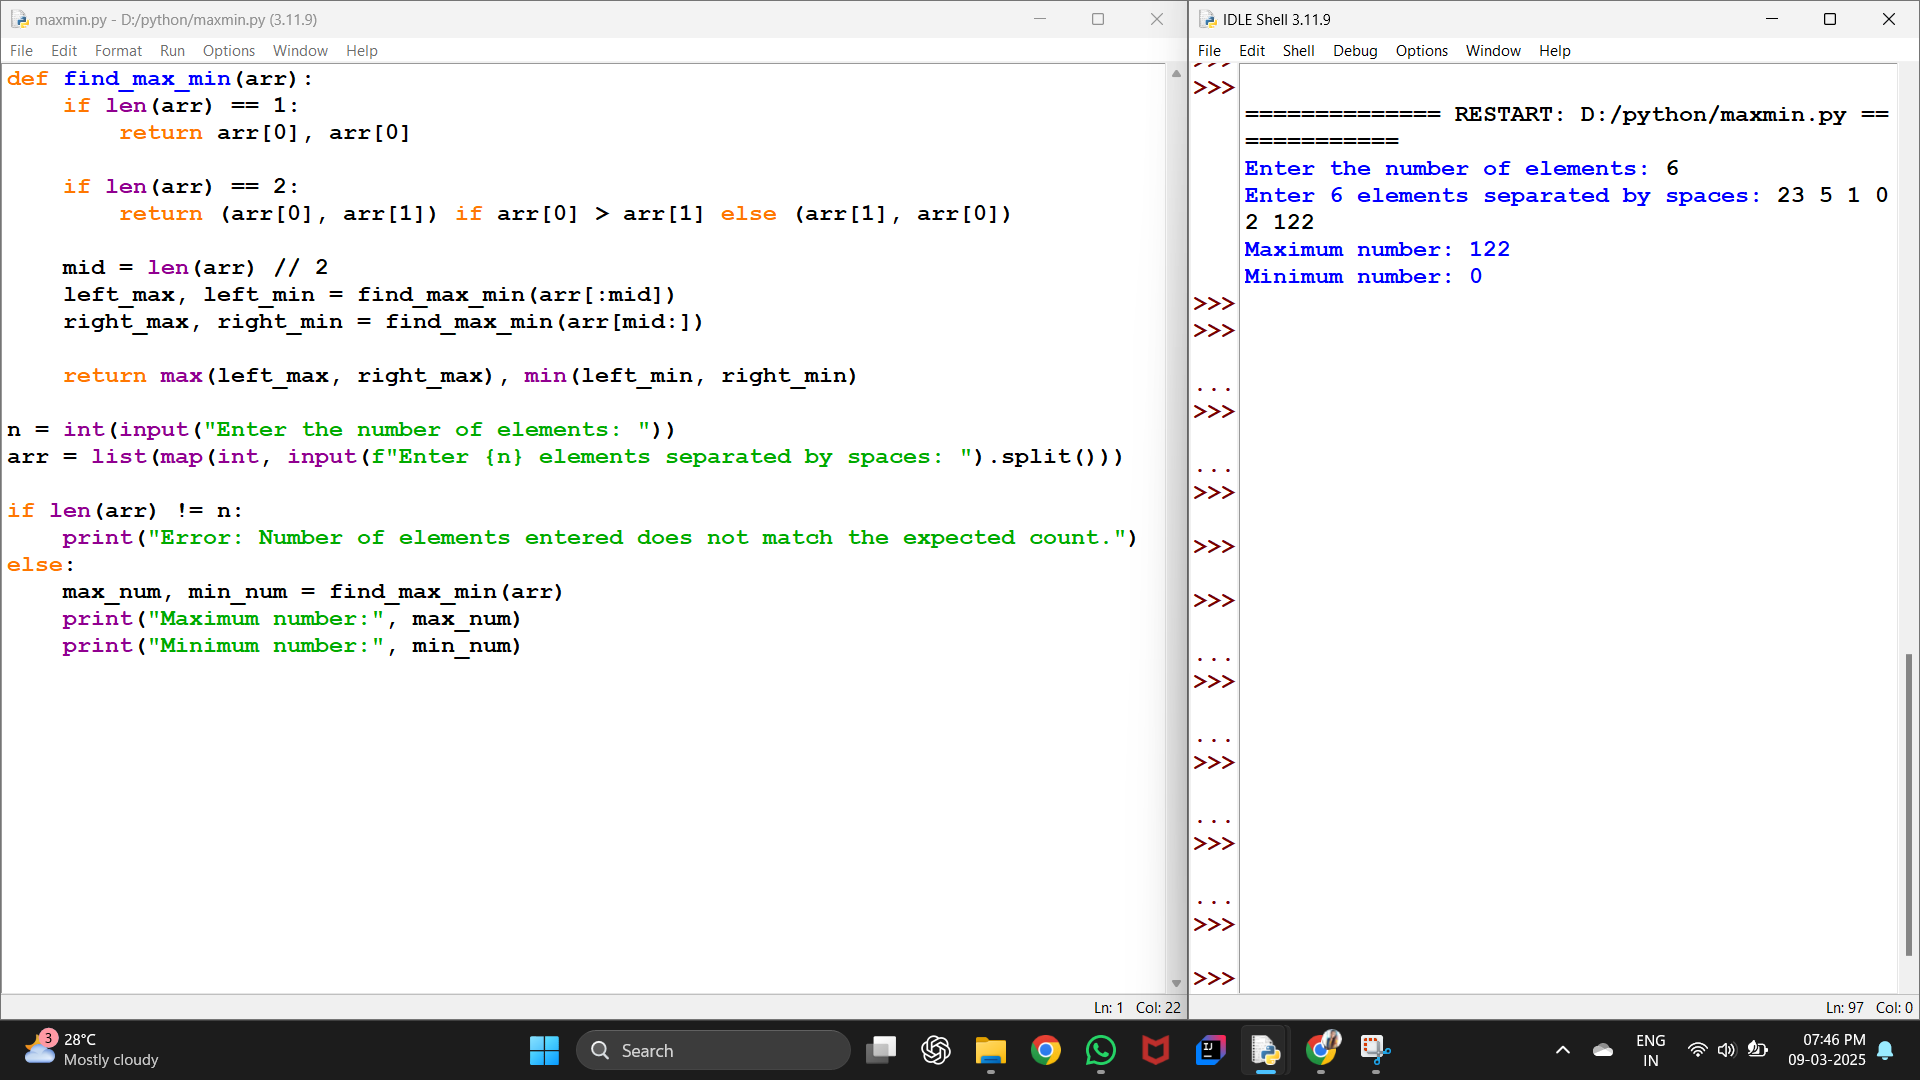 maxmin.py - D:/python/maxmin.py (3.11.9)
File Edit Format Run Options Window Help
def find_max_min(arr):
    if len(arr) == 1:
        return arr[0], arr[0]

    if len(arr) == 2:
        return (arr[0], arr[1]) if arr[0] > arr[1] else (arr[1], arr[0])

    mid = len(arr) // 2
    left_max, left_min = find_max_min(arr[:mid])
    right_max, right_min = find_max_min(arr[mid:])

    return max(left_max, right_max), min(left_min, right_min)

n = int(input("Enter the number of elements: "))
arr = list(map(int, input(f"Enter {n} elements separated by spaces: ").split()))

if len(arr) != n:
    print("Error: Number of elements entered does not match the expected count.")
else:
    max_num, min_num = find_max_min(arr)
    print("Maximum number:", max_num)
    print("Minimum number:", min_num)
Ln: 1 Col: 22
IDLE Shell 3.11.9
File Edit Shell Debug Options Window Help
>>>
>>>
============== RESTART: D:/python/maxmin.py ==
===========
Enter the number of elements: 6
Enter 6 elements separated by spaces: 23 5 1 0
2 122
Maximum number: 122
Minimum number: 0
>>>
>>>
...
>>>
...
>>>
>>>
>>>
...
>>>
...
>>>
...
>>>
...
>>>
>>>
Ln: 97 Col: 0
3
28°C
Mostly cloudy
Search
IJ
ENG
IN
07:46 PM
09-03-2025